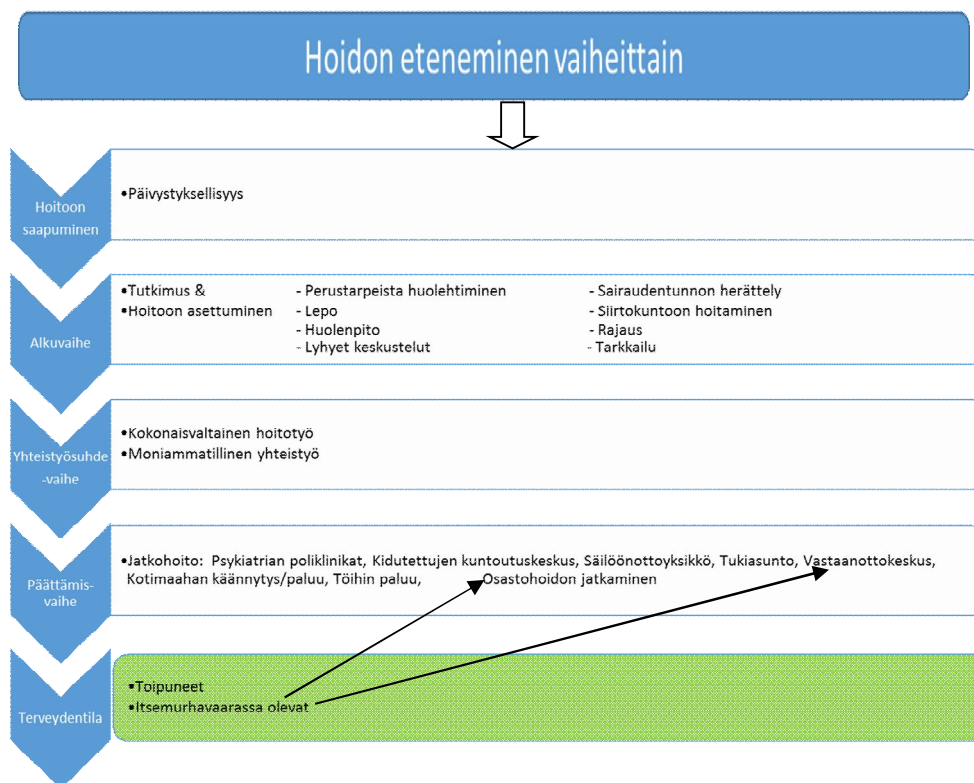 Hoidon eteneminen vaiheittain
Hoitoon
saapuminen
•Päivystyksellisyys
Alkuvaihe
•Tutkimus & - Perustarpeista huolehtiminen - Sairaudentunnon herättely
•Hoitoon asettuminen - Lepo - Siirtokuntoon hoitaminen
- Huolenpito - Rajaus
- Lyhyet keskustelut - Tarkkailu
Yhteistyösuhde
-vaihe
•Kokonaisvaltainen hoitotyö
•Moniammatillinen yhteistyö
Päättämis-
vaihe
•Jatkohoito: Psykiatrian poliklinikat, Kidutettujen kuntoutuskeskus, Säilöönottoyksikkö, Tukiasunto, Vastaanottokeskus,
Kotimaahan käännytys/paluu, Töihin paluu, Osastohoidon jatkaminen
Terveydentila
•Toipuneet
•Itsemurhavaarassa olevat